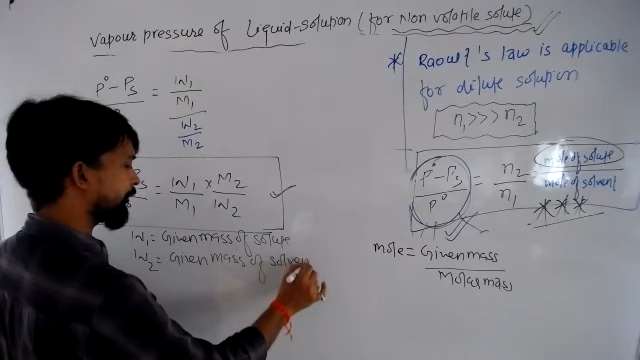 Vapour pressure of Liquid-solution (for Non volatile solute)
* Raoult's law is applicable
for dilute solution
n₁ >>> n₂
P° - Ps = W₁/M₁
W₂/M₂
Ps = W₁/M₁ × M₂/W₂
W₁ = Given mass of solute
W₂ = Given mass of solven
P° - Ps / P° = n₂/n₁ = mole of solute / mole of solvent
***
mole = Given mass / Molar mass